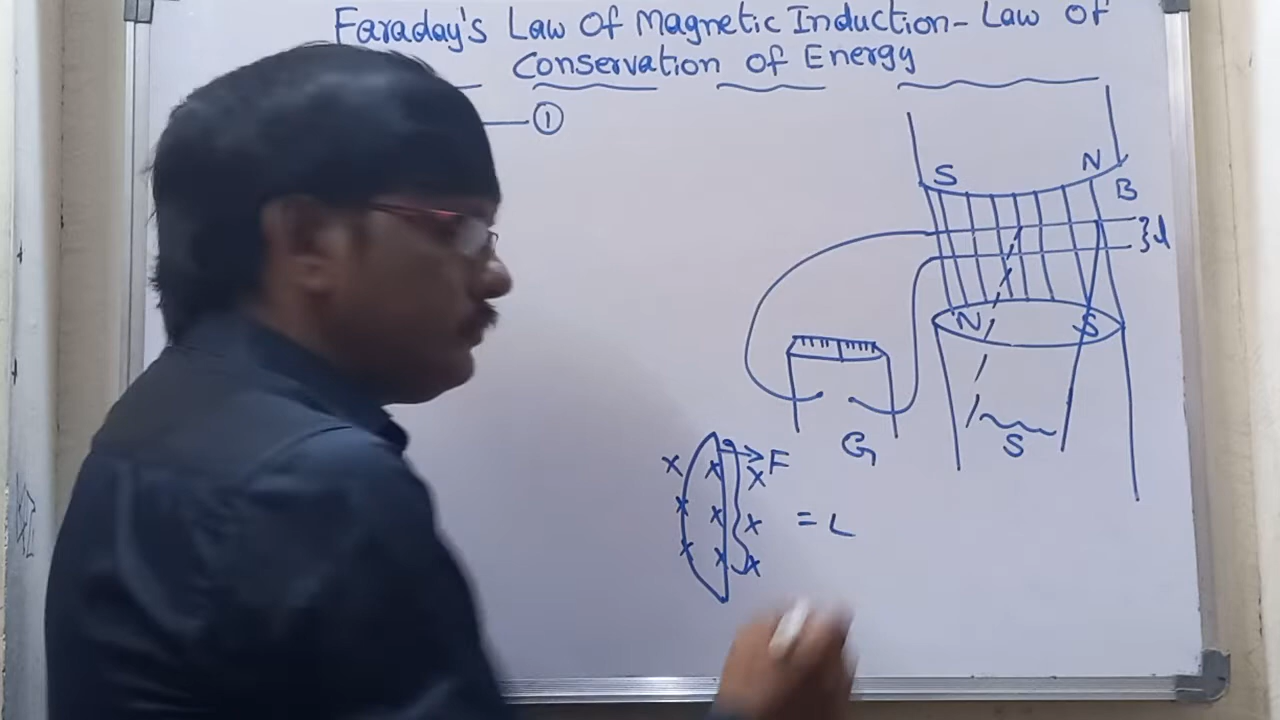 Faraday's Law Of Magnetic Induction - Law Of
Conservation of Energy
①
S N
B
l
N S
S
G
F
x x x
x x x
x x x
= L